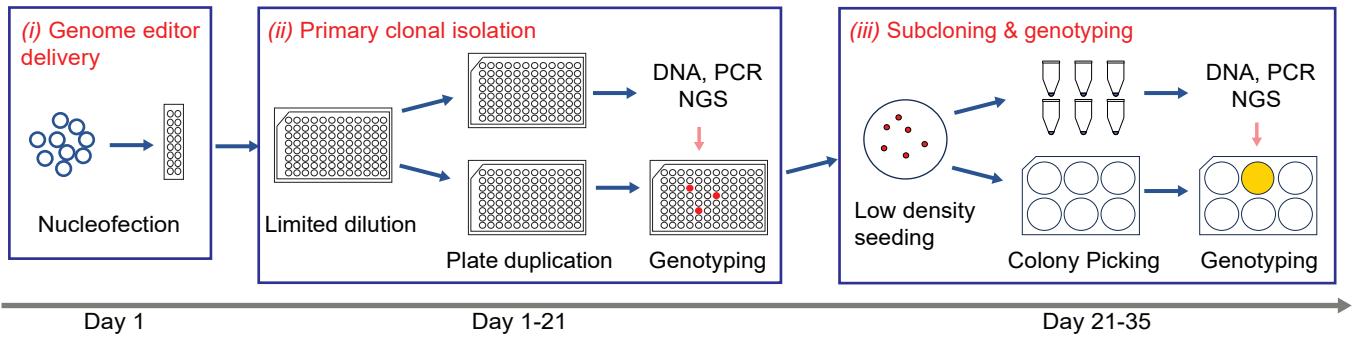 (i) Genome editor
delivery
Nucleofection
(ii) Primary clonal isolation
DNA, PCR
NGS
Limited dilution
Plate duplication
Genotyping
(iii) Subcloning & genotyping
DNA, PCR
NGS
Low density
seeding
Colony Picking
Genotyping
Day 1
Day 1-21
Day 21-35